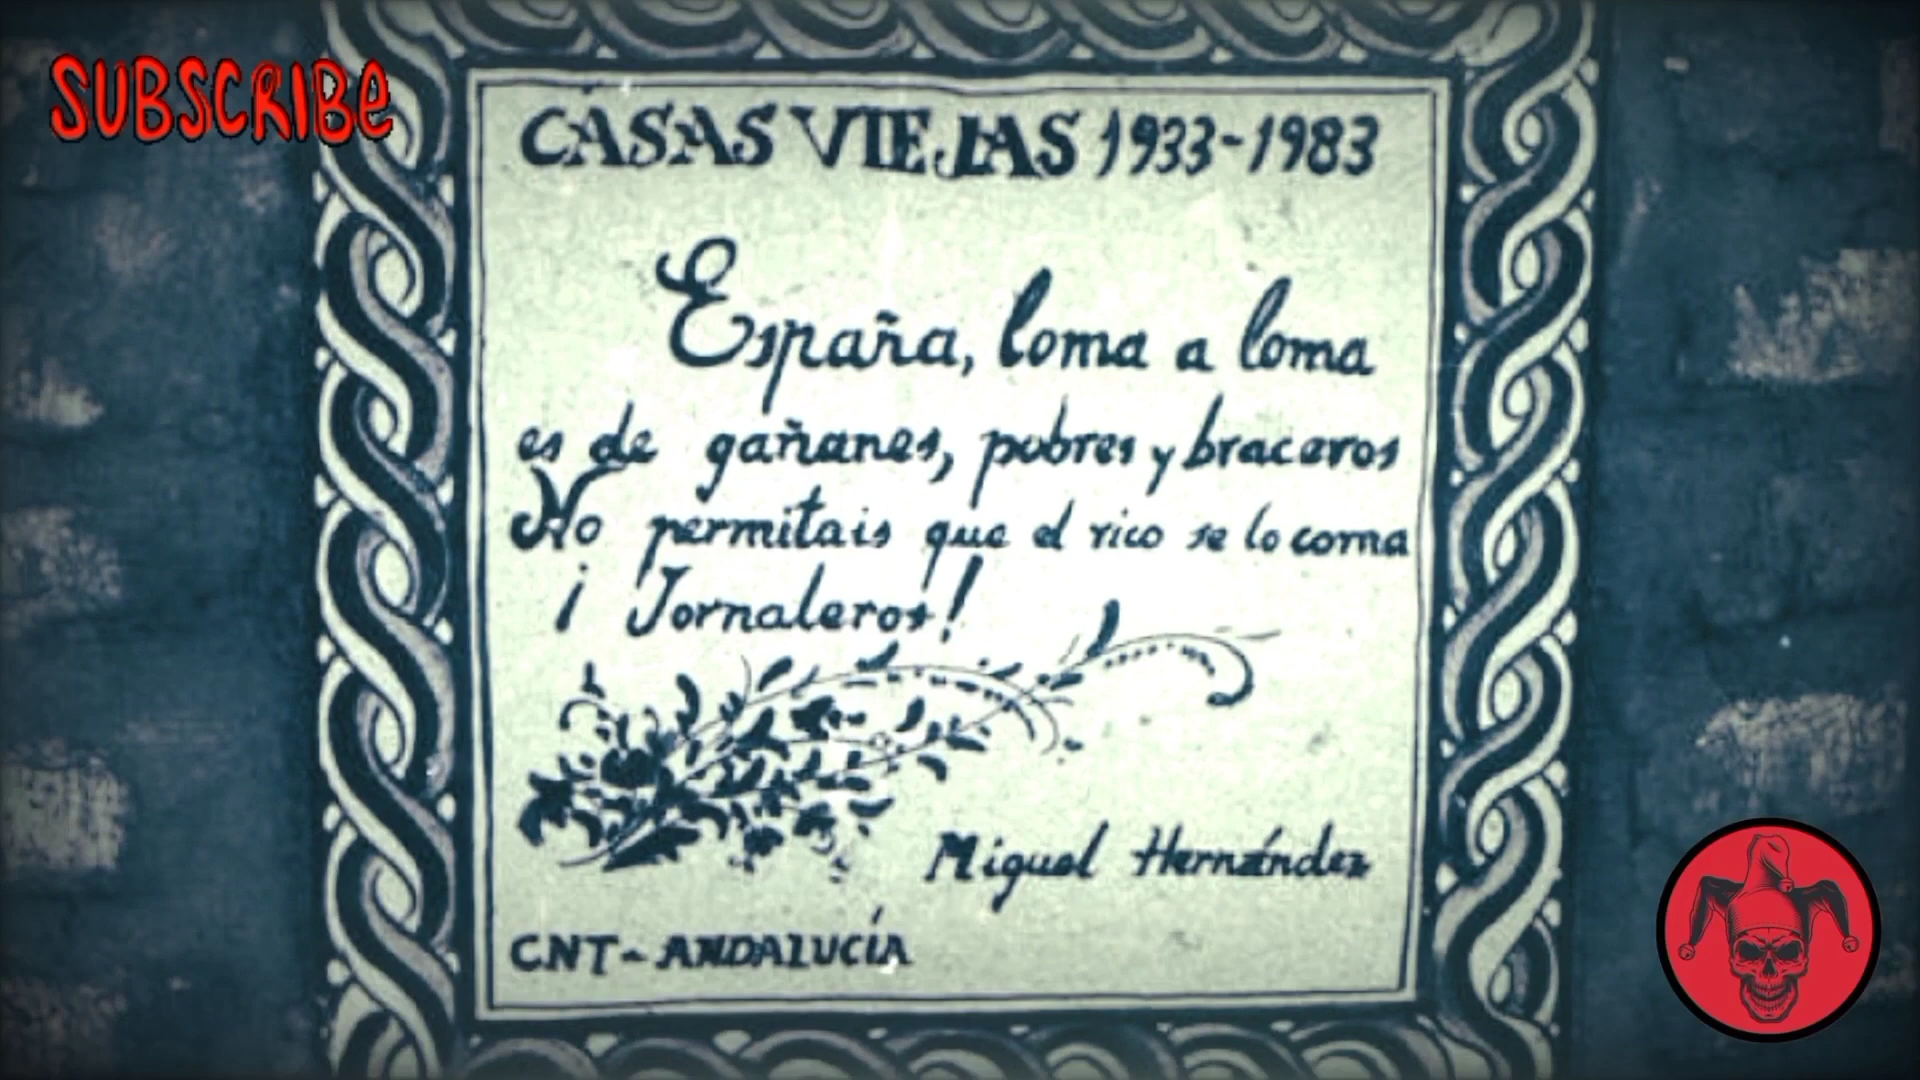 SUBSCRIBE
CASAS VIEJAS 1933-1983
España, loma a loma
es de gañanes, pobres y braceros
No permitais que el rico se lo coma
¡Jornaleros!
Miguel Hernández
CNT-ANDALUCÍA